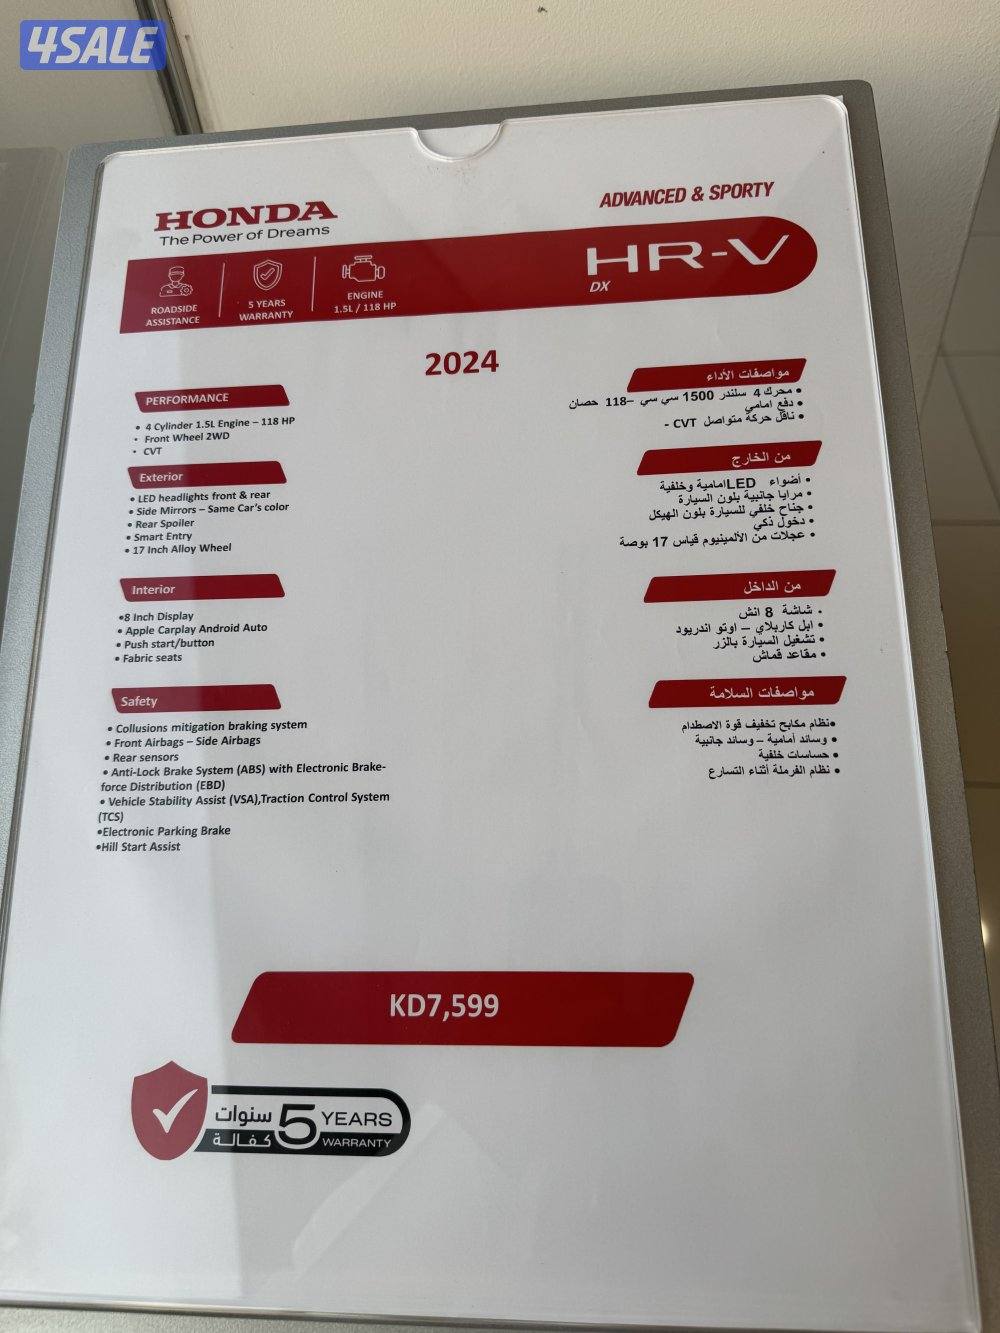 4SALE
HONDA
The Power of Dreams
ADVANCED & SPORTY
HR-V
DX
ROADSIDE
ASSISTANCE
5 YEARS
WARRANTY
ENGINE
1.5L / 118 HP
2024
PERFORMANCE
• 4 Cylinder 1.5L Engine – 118 HP
• Front Wheel 2WD
• CVT
Exterior
• LED headlights front & rear
• Side Mirrors – Same Car's color
• Rear Spoiler
• Smart Entry
• 17 Inch Alloy Wheel
Interior
•8 Inch Display
• Apple Carplay Android Auto
• Push start/button
• Fabric seats
Safety
• Collusions mitigation braking system
• Front Airbags – Side Airbags
• Rear sensors
• Anti-Lock Brake System (ABS) with Electronic Brake-
force Distribution (EBD)
• Vehicle Stability Assist (VSA),Traction Control System
(TCS)
•Electronic Parking Brake
•Hill Start Assist
مواصفات الأداء
• محرك 4 سلندر 1500 سي سي –118 حصان
• دفع امامي
• ناقل حركة متواصل CVT -
من الخارج
• أضواء LED امامية وخلفية
• مرايا جانبية بلون السيارة
• جناح خلفي للسيارة بلون الهيكل
• دخول ذكي
• عجلات من الألمينيوم قياس 17 بوصة
من الداخل
• شاشة 8 انش
• ابل كاربلاي – اوتو اندريود
• تشغيل السيارة بالزر
• مقاعد قماش
مواصفات السلامة
•نظام مكابح تخفيف قوة الاصطدام
• وسائد أمامية – وسائد جانبية
• حساسات خلفية
• نظام الفرملة أثناء التسارع
KD7,599
سنوات
كفالة
5 YEARS
WARRANTY